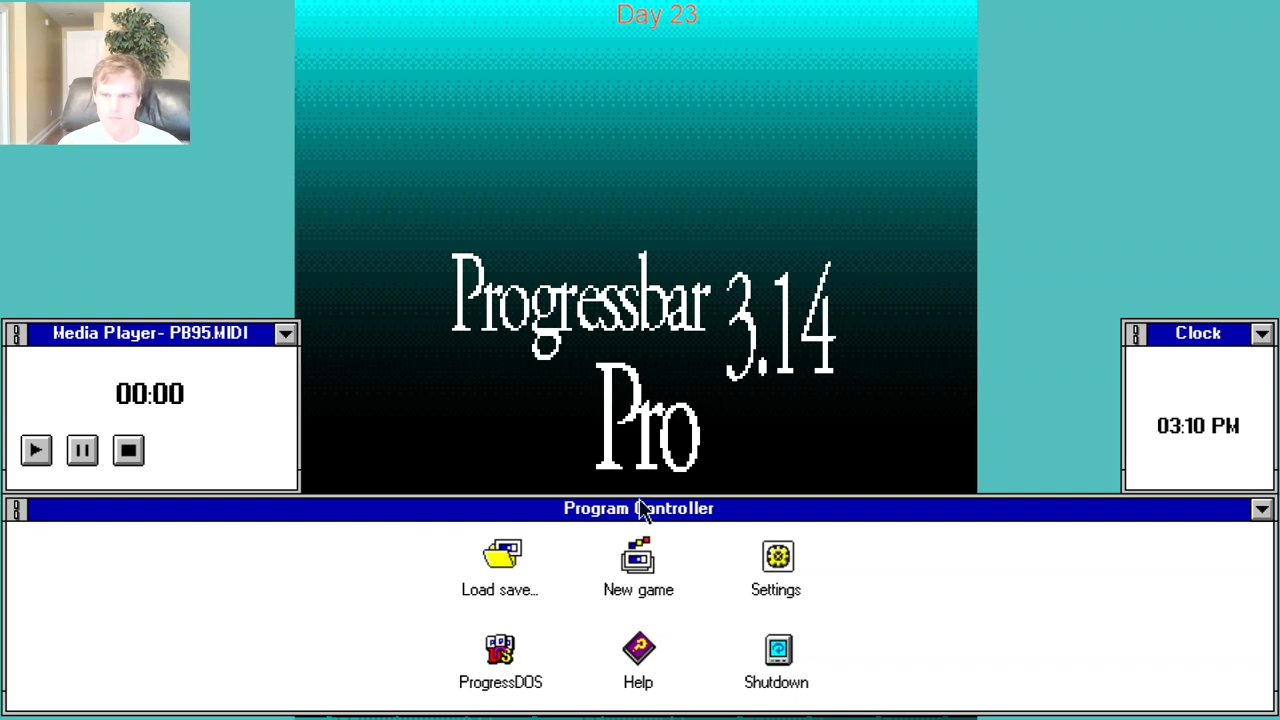 Day 23
Progressbar 3.14
Pro
Media Player- PB95.MIDI
00:00
Clock
03:10 PM
Program Controller
Load save...
New game
Settings
ProgressDOS
Help
Shutdown